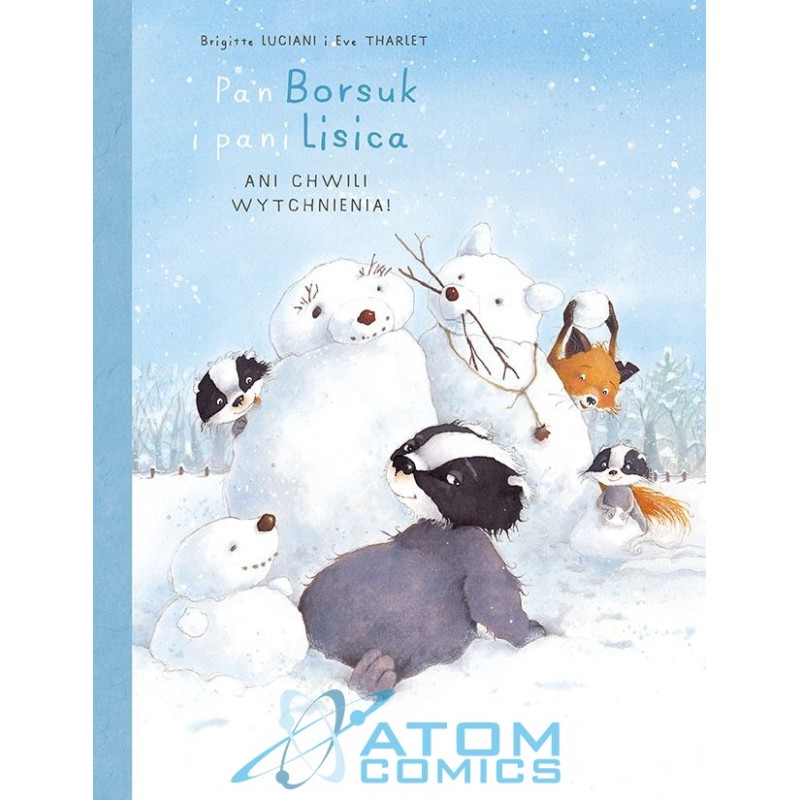 Brigitte LUCIANI i Eve THARLET
Pan Borsuk
i pani Lisica
ANI CHWILI
WYTCHNIENIA!
ATOM
COMICS